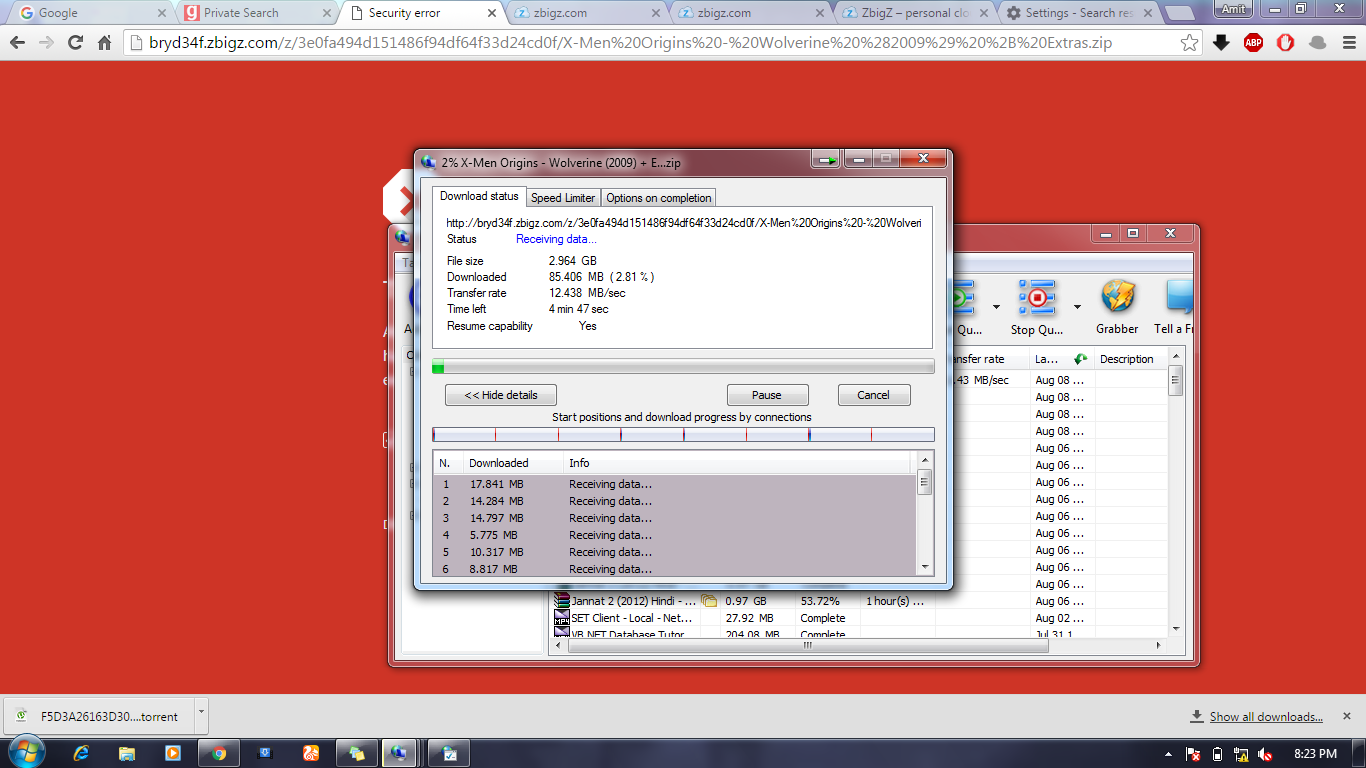 Google
Private Search
Security error
zbigz.com
zbigz.com
ZbigZ – personal clo
Settings - Search res
Amit
bryd34f.zbigz.com/z/3e0fa494d151486f94df64f33d24cd0f/X-Men%20Origins%20-%20Wolverine%20%282009%29%20%2B%20Extras.zip
ABP
2% X-Men Origins - Wolverine (2009) + E...zip
Download status
Speed Limiter
Options on completion
http://bryd34f.zbigz.com/z/3e0fa494d151486f94df64f33d24cd0f/X-Men%20Origins%20-%20Wolveri
Status Receiving data...
File size 2.964 GB
Downloaded 85.406 MB ( 2.81 % )
Transfer rate 12.438 MB/sec
Time left 4 min 47 sec
Resume capability Yes
<< Hide details
Pause
Cancel
Start positions and download progress by connections
N. Downloaded Info
1 17.841 MB Receiving data...
2 14.284 MB Receiving data...
3 14.797 MB Receiving data...
4 5.775 MB Receiving data...
5 10.317 MB Receiving data...
6 8.817 MB Receiving data...
Qu...
Stop Qu...
Grabber
Tell a Fr
nsfer rate La... Description
.43 MB/sec Aug 08 ...
Aug 08 ...
Aug 08 ...
Aug 08 ...
Aug 06 ...
Aug 06 ...
Aug 06 ...
Aug 06 ...
Aug 06 ...
Aug 06 ...
Aug 06 ...
Aug 06 ...
Aug 06 ...
Jannat 2 (2012) Hindi - ... 0.97 GB 53.72% 1 hour(s) ... Aug 06 ...
SET Client - Local - Net... 27.92 MB Complete Aug 02 ...
VB NET Database Tutor 204.08 MB Complete Jul 31 1
F5D3A26163D30....torrent
Show all downloads...
8:23 PM